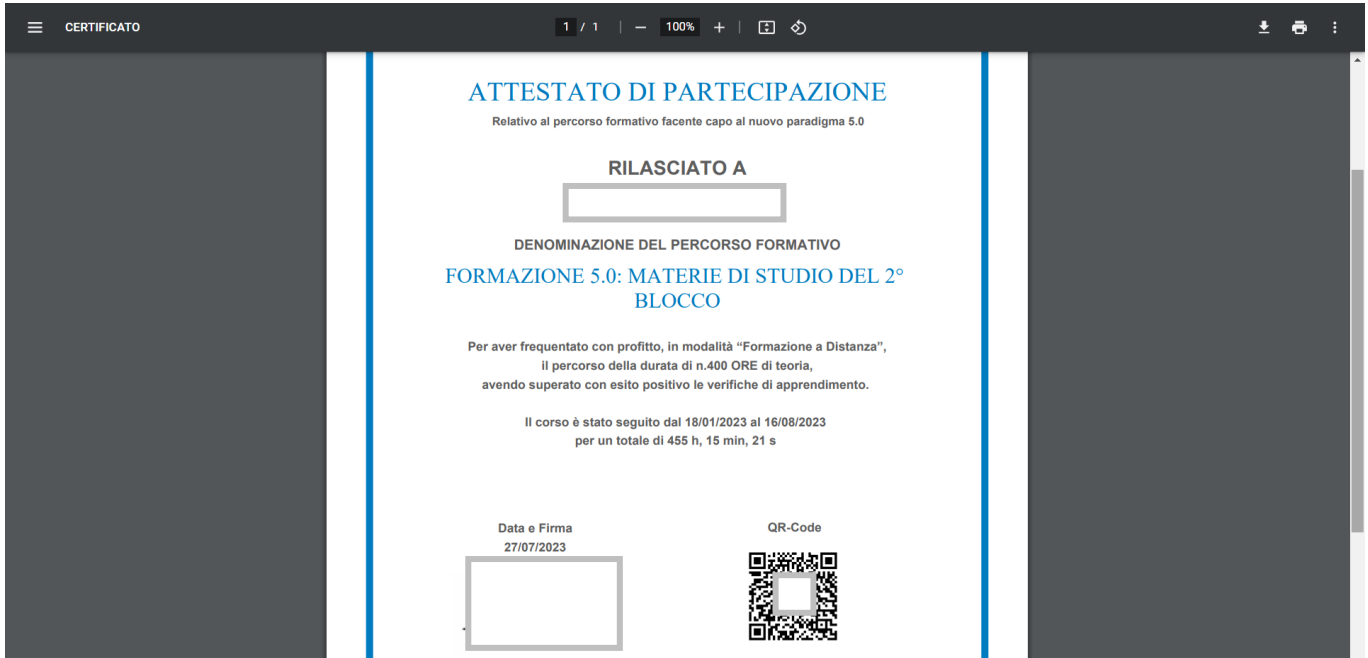 CERTIFICATO
1 / 1
100%
ATTESTATO DI PARTECIPAZIONE
Relativo al percorso formativo facente capo al nuovo paradigma 5.0
RILASCIATO A
DENOMINAZIONE DEL PERCORSO FORMATIVO
FORMAZIONE 5.0: MATERIE DI STUDIO DEL 2°
BLOCCO
Per aver frequentato con profitto, in modalità “Formazione a Distanza”,
il percorso della durata di n.400 ORE di teoria,
avendo superato con esito positivo le verifiche di apprendimento.
Il corso è stato seguito dal 18/01/2023 al 16/08/2023
per un totale di 455 h, 15 min, 21 s
Data e Firma
27/07/2023
QR-Code